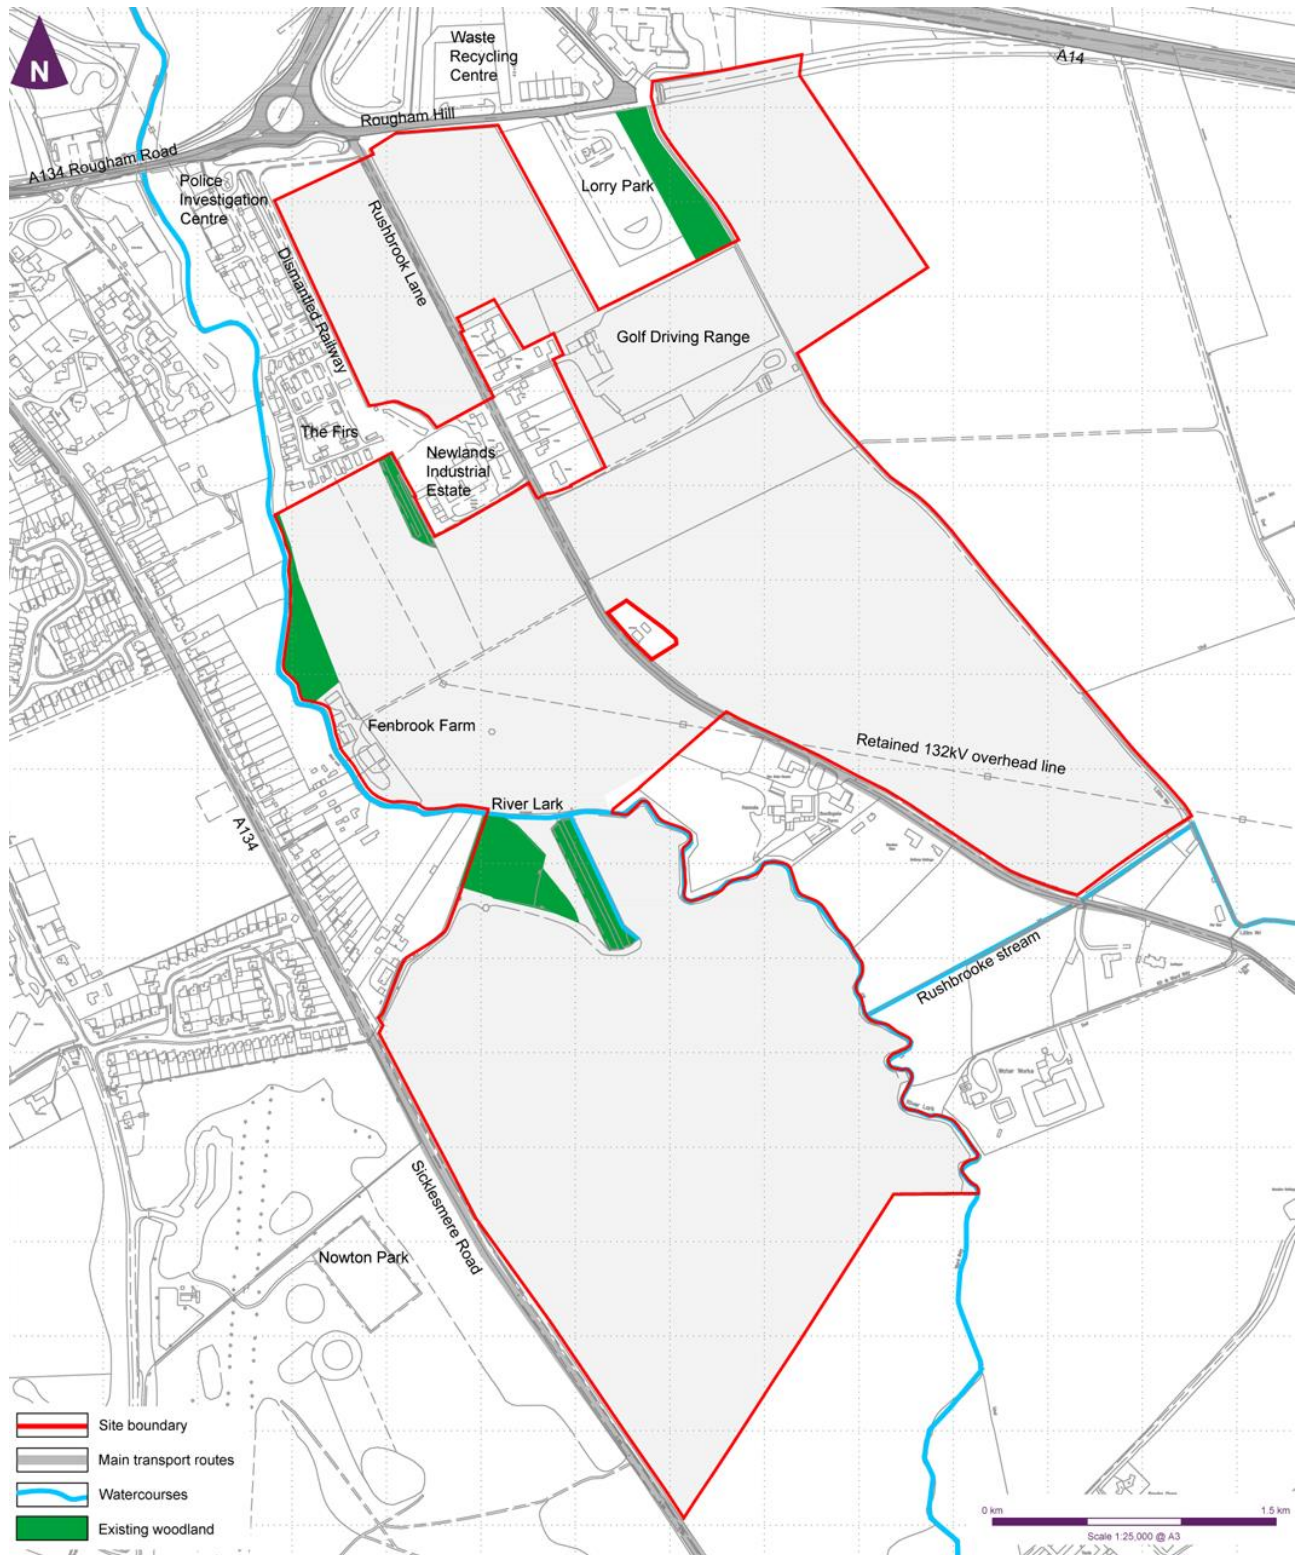 N
Waste
Recycling
Centre
A14
Rougham Hill
A134 Rougham Road
Police
Investigation
Centre
Lorry Park
Rushbrook Lane
Dismantled Railway
Golf Driving Range
The Firs
Newlands
Industrial
Estate
Fenbrook Farm
Retained 132kV overhead line
River Lark
A134
Rushbrooke stream
River Lark
Sicklesmere Road
Nowton Park
Site boundary
Main transport routes
Watercourses
Existing woodland
0 km
1.5 km
Scale 1:25,000 @ A3